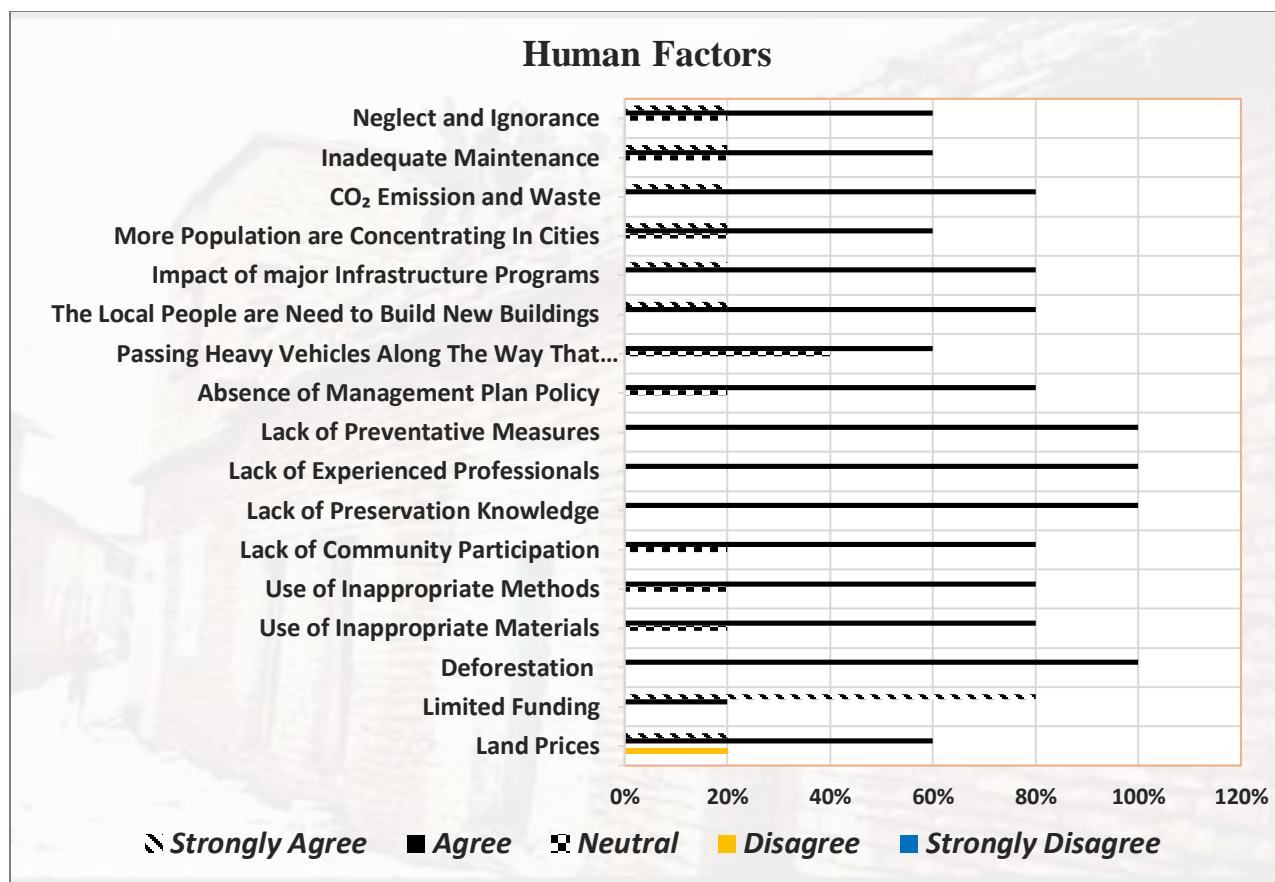 Human Factors
Neglect and Ignorance
Inadequate Maintenance
CO₂ Emission and Waste
More Population are Concentrating In Cities
Impact of major Infrastructure Programs
The Local People are Need to Build New Buildings
Passing Heavy Vehicles Along The Way That...
Absence of Management Plan Policy
Lack of Preventative Measures
Lack of Experienced Professionals
Lack of Preservation Knowledge
Lack of Community Participation
Use of Inappropriate Methods
Use of Inappropriate Materials
Deforestation
Limited Funding
Land Prices
0% 20% 40% 60% 80% 100% 120%
Strongly Agree Agree Neutral Disagree Strongly Disagree